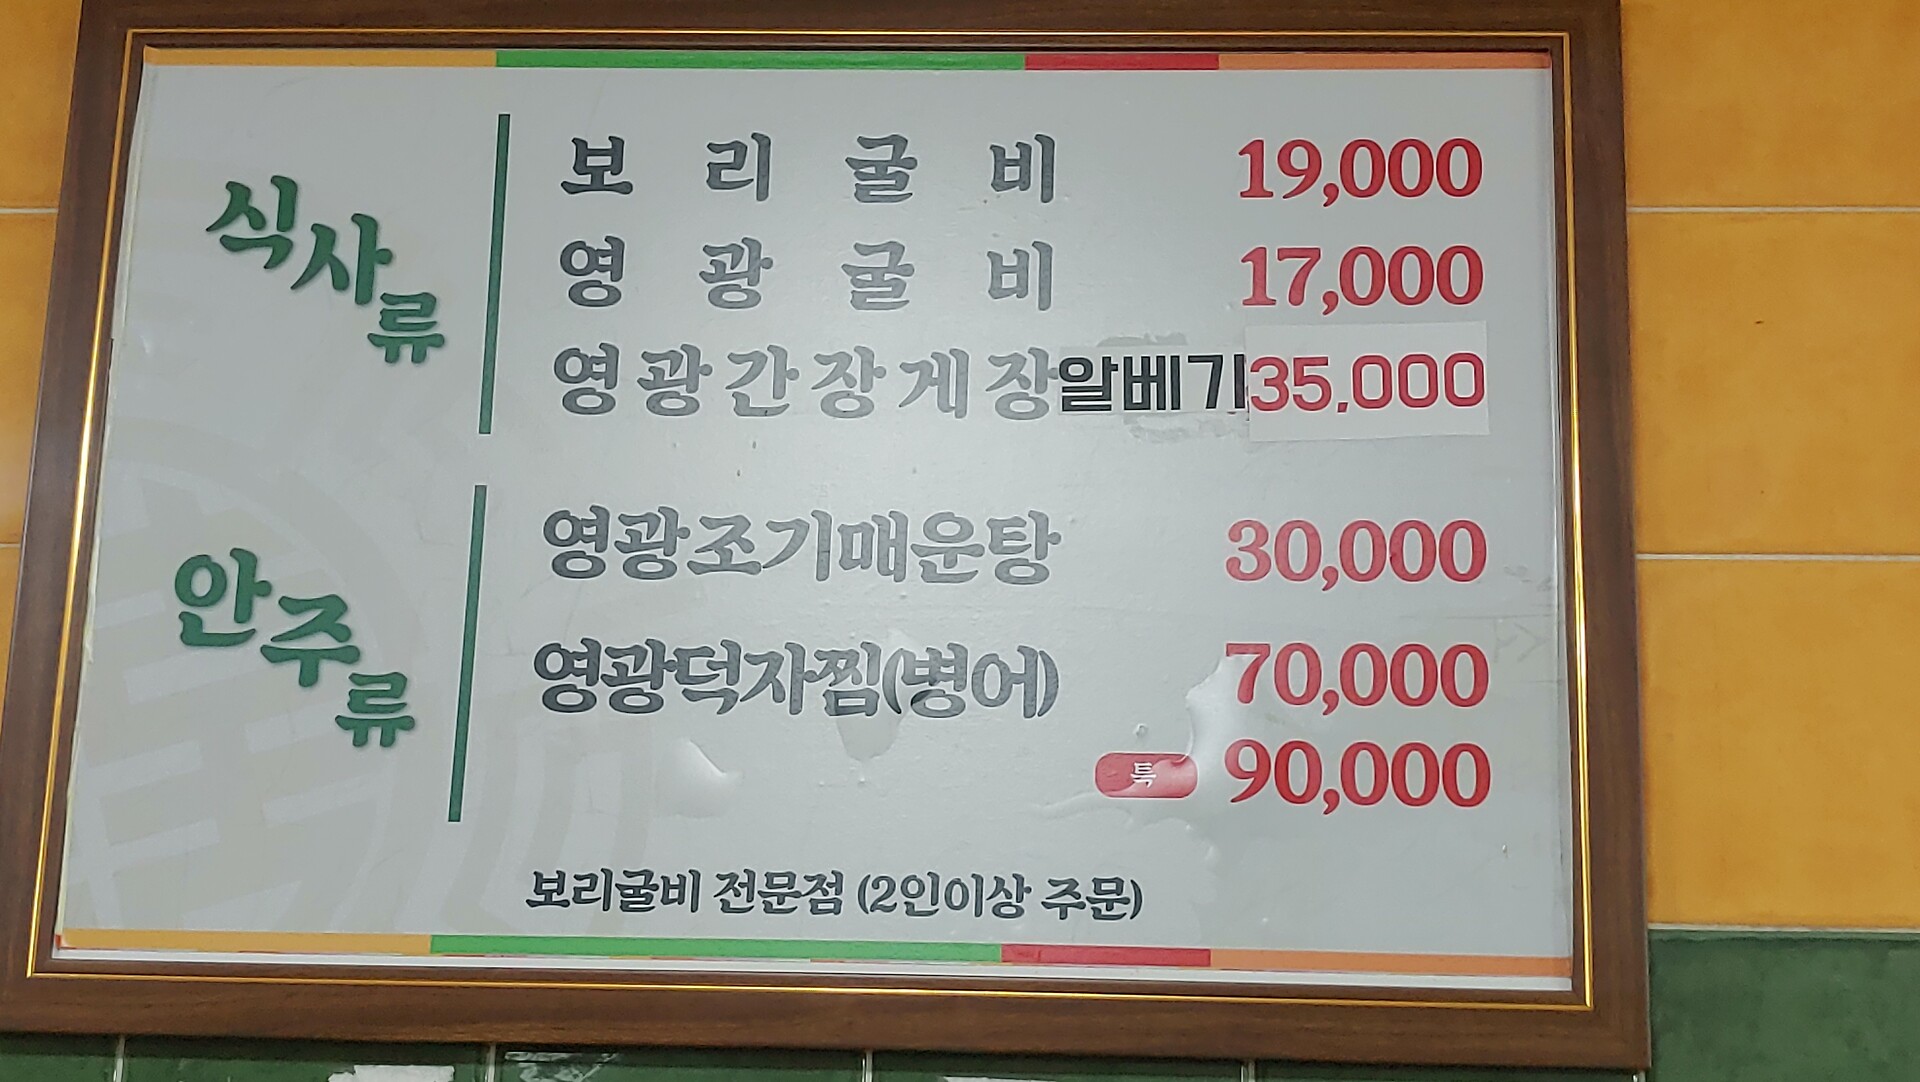 식사류
보리굴비 19,000
영광굴비 17,000
영광간장게장알베기 35.000
안주류
영광조기매운탕 30,000
영광덕자찜(병어) 70,000
특 90,000
보리굴비 전문점 (2인이상 주문)